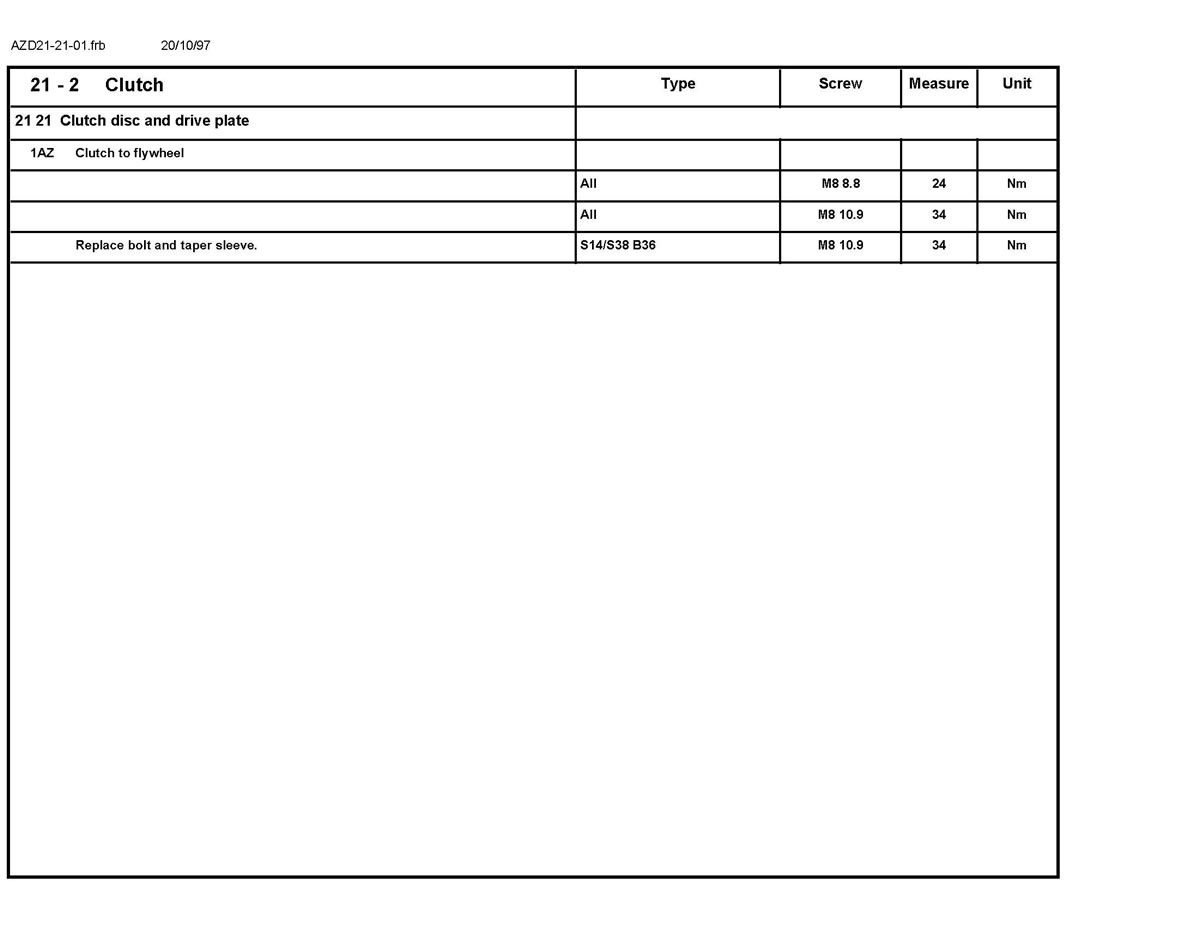 AZD21-21-01.frb 20/10/97
21 - 2 Clutch Type Screw Measure Unit
21 21 Clutch disc and drive plate
1AZ Clutch to flywheel
All M8 8.8 24 Nm
All M8 10.9 34 Nm
Replace bolt and taper sleeve. S14/S38 B36 M8 10.9 34 Nm